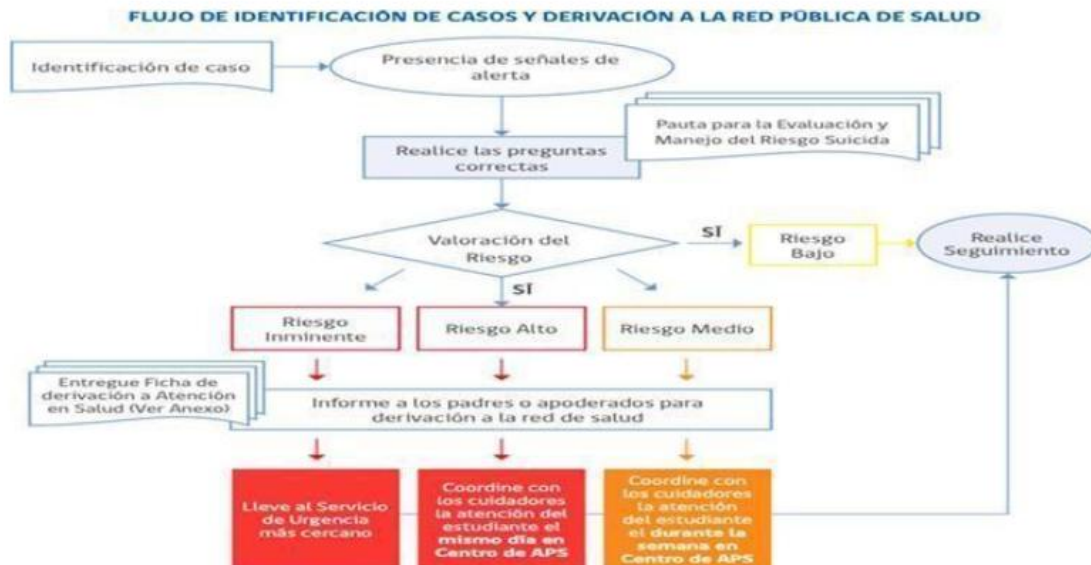 FLUJO DE IDENTIFICACIÓN DE CASOS Y DERIVACIÓN A LA RED PÚBLICA DE SALUD
Identificación de caso
Presencia de señales de
alerta
Pauta para la Evaluación y
Manejo del Riesgo Suicida
Realice las preguntas
correctas
Valoración del
Riesgo
SÍ
Riesgo
Bajo
Realice
Seguimiento
SÍ
Riesgo
Inminente
Riesgo Alto
Riesgo Medio
Entregue Ficha de
derivación a Atención
en Salud (Ver Anexo)
Informe a los padres o apoderados para
derivación a la red de salud
Lleve al Servicio
de Urgencia
más cercano
Coordine con
los cuidadores
la atención del
estudiante el
mismo día en
Centro de APS
Coordine con
los cuidadores
la atención
del estudiante
el durante la
semana en
Centro de APS